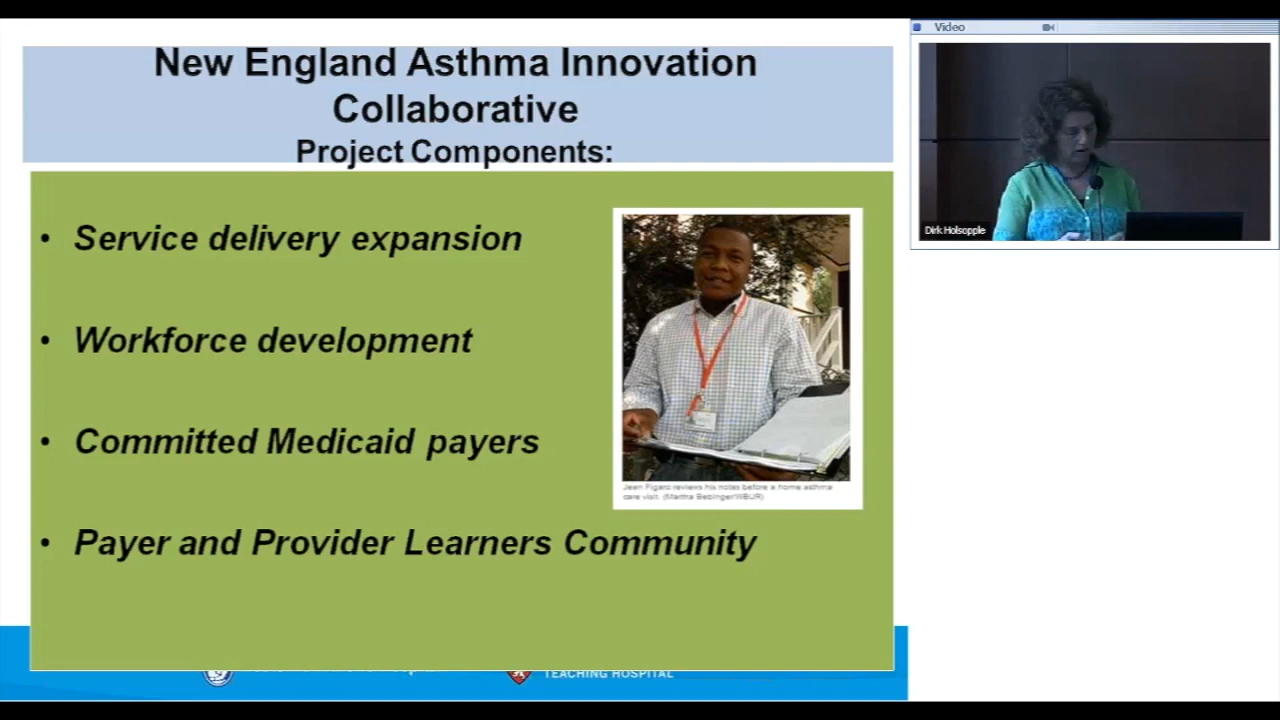 New England Asthma Innovation
Collaborative
Project Components:
• Service delivery expansion
• Workforce development
• Committed Medicaid payers
• Payer and Provider Learners Community
Jean Figaro reviews his notes before a home asthma
care visit. (Martha Bebinger/WBUR)
TEACHING HOSPITAL
Video
Dirk Holsopple